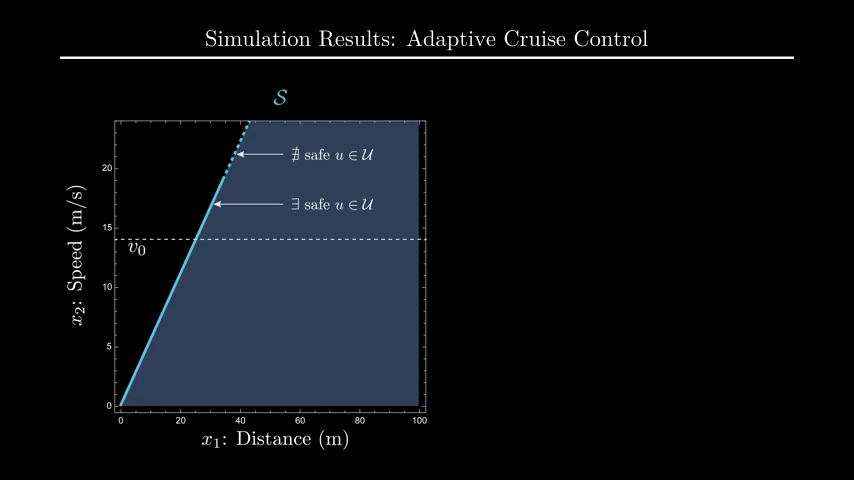 Simulation Results: Adaptive Cruise Control
𝒮
∄ safe u ∈ 𝒰
∃ safe u ∈ 𝒰
v₀
x₂: Speed (m/s)
20
15
10
5
0
0 20 40 60 80 100
x₁: Distance (m)